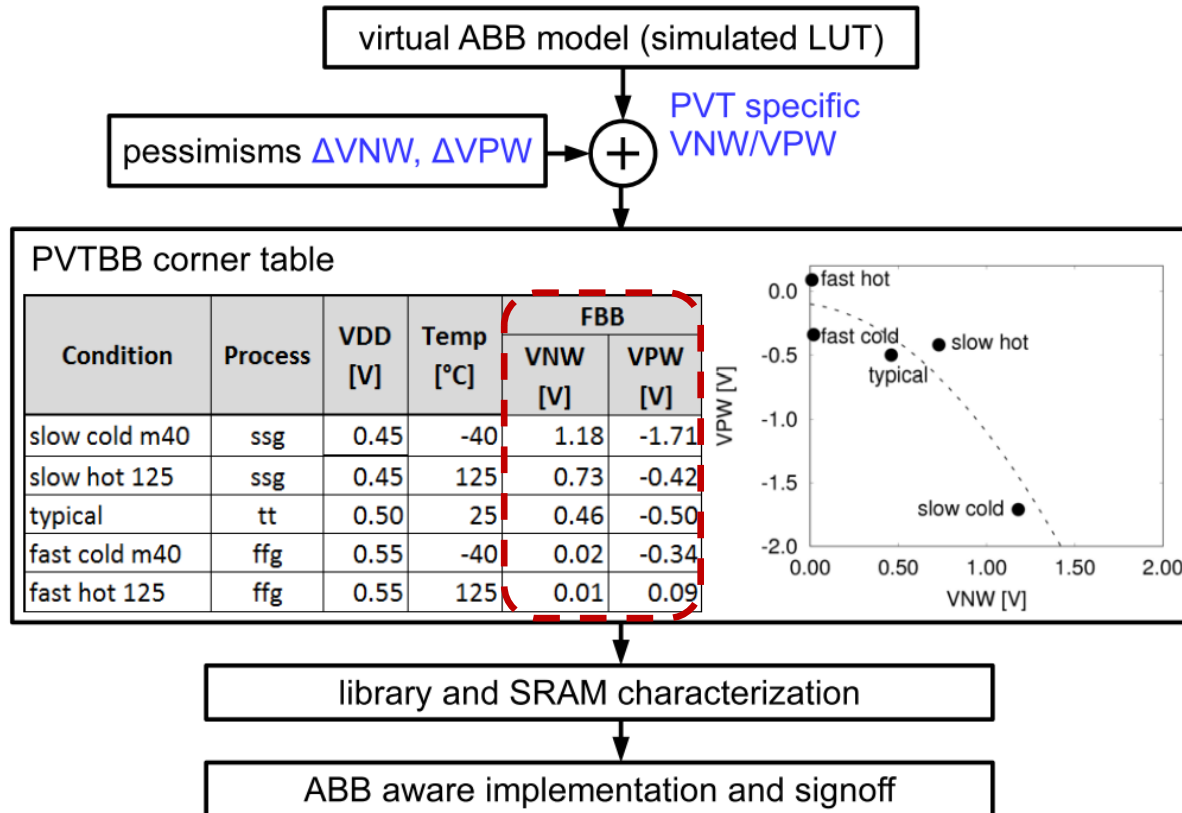 virtual ABB model (simulated LUT)
PVT specific
VNW/VPW
pessimisms ΔVNW, ΔVPW
+
PVTBB corner table
Condition Process VDD [V] Temp [°C] FBB VNW [V] VPW [V]
slow cold m40 ssg 0.45 -40 1.18 -1.71
slow hot 125 ssg 0.45 125 0.73 -0.42
typical tt 0.50 25 0.46 -0.50
fast cold m40 ffg 0.55 -40 0.02 -0.34
fast hot 125 ffg 0.55 125 0.01 0.09
VPW [V]
0.0
-0.5
-1.0
-1.5
-2.0
fast hot
fast cold
slow hot
typical
slow cold
0.00 0.50 1.00 1.50 2.00
VNW [V]
library and SRAM characterization
ABB aware implementation and signoff